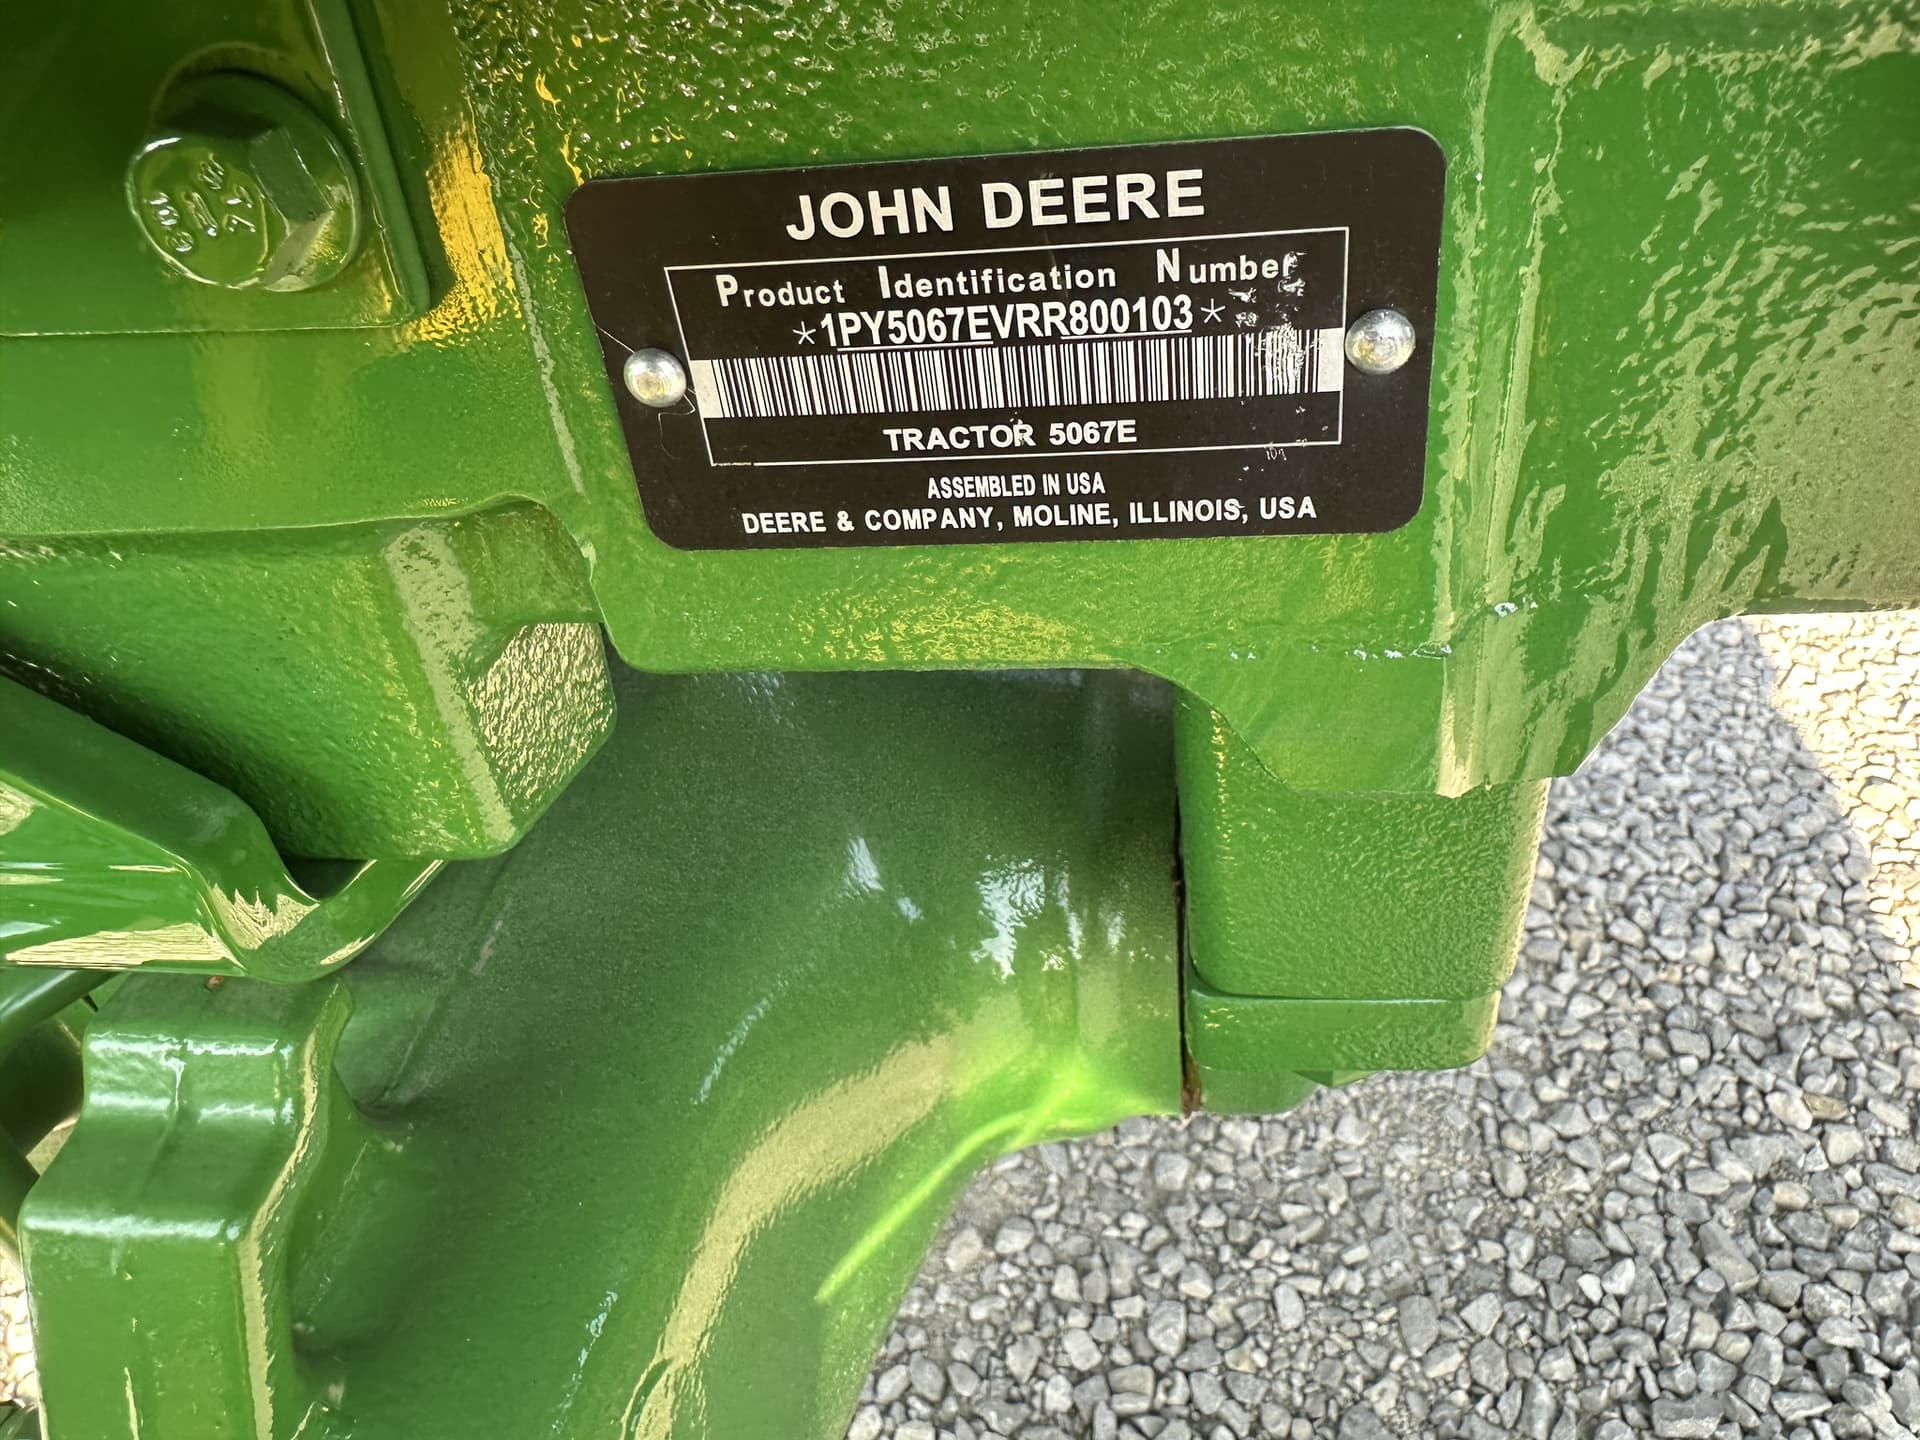 JOHN DEERE
Product Identification Number
*1PY5067EVRR800103*
TRACTOR 5067E
ASSEMBLED IN USA
DEERE & COMPANY, MOLINE, ILLINOIS, USA